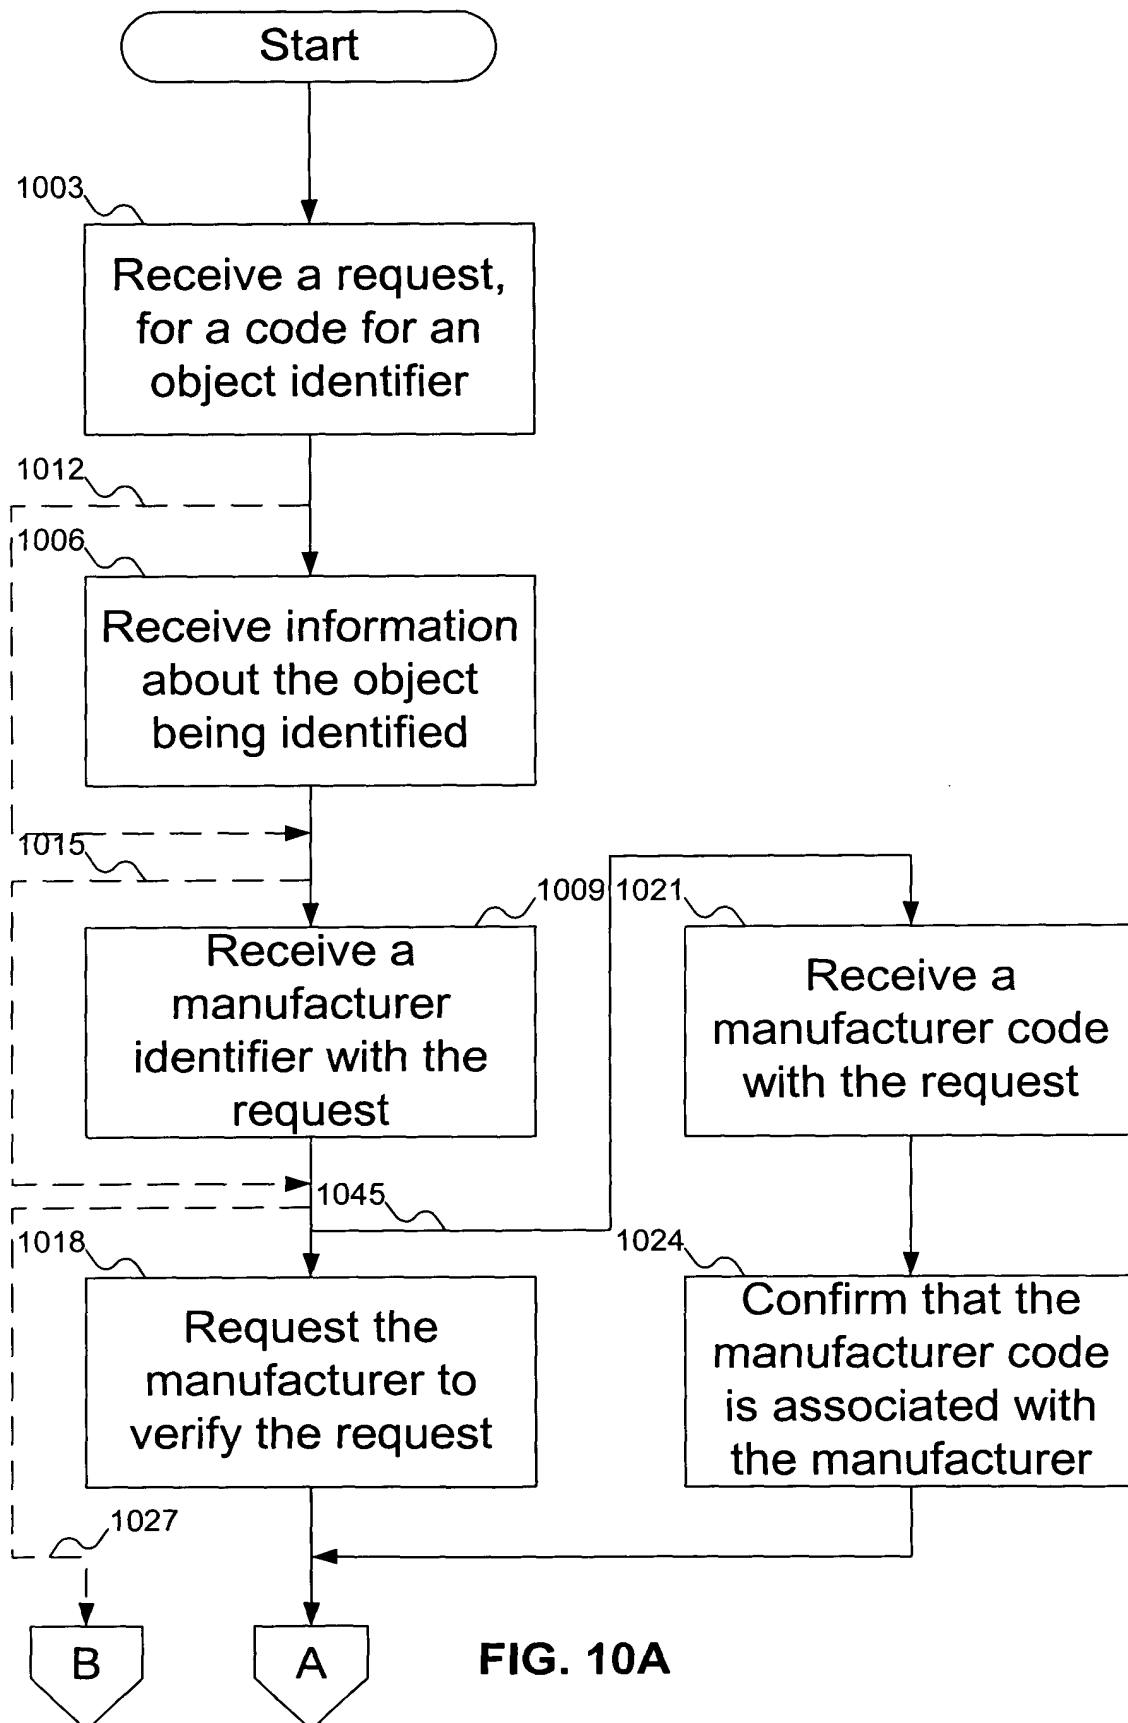 Start
1003
Receive a request,
for a code for an
object identifier
1012
1006
Receive information
about the object
being identified
1015
1009
Receive a
manufacturer
identifier with the
request
1021
Receive a
manufacturer code
with the request
1045
1018
Request the
manufacturer to
verify the request
1024
Confirm that the
manufacturer code
is associated with
the manufacturer
1027
B
A
FIG. 10A